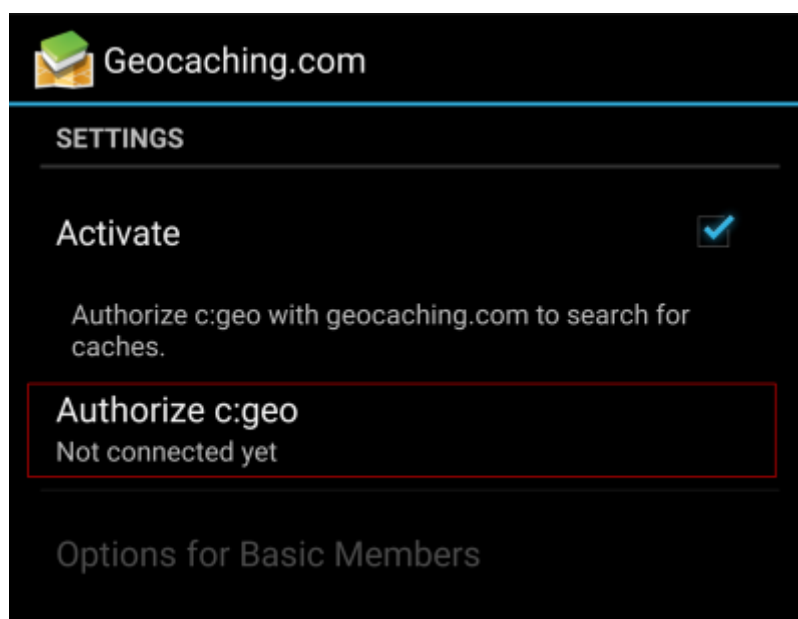 Geocaching.com
SETTINGS
Activate
Authorize c:geo with geocaching.com to search for
caches.
Authorize c:geo
Not connected yet
Options for Basic Members